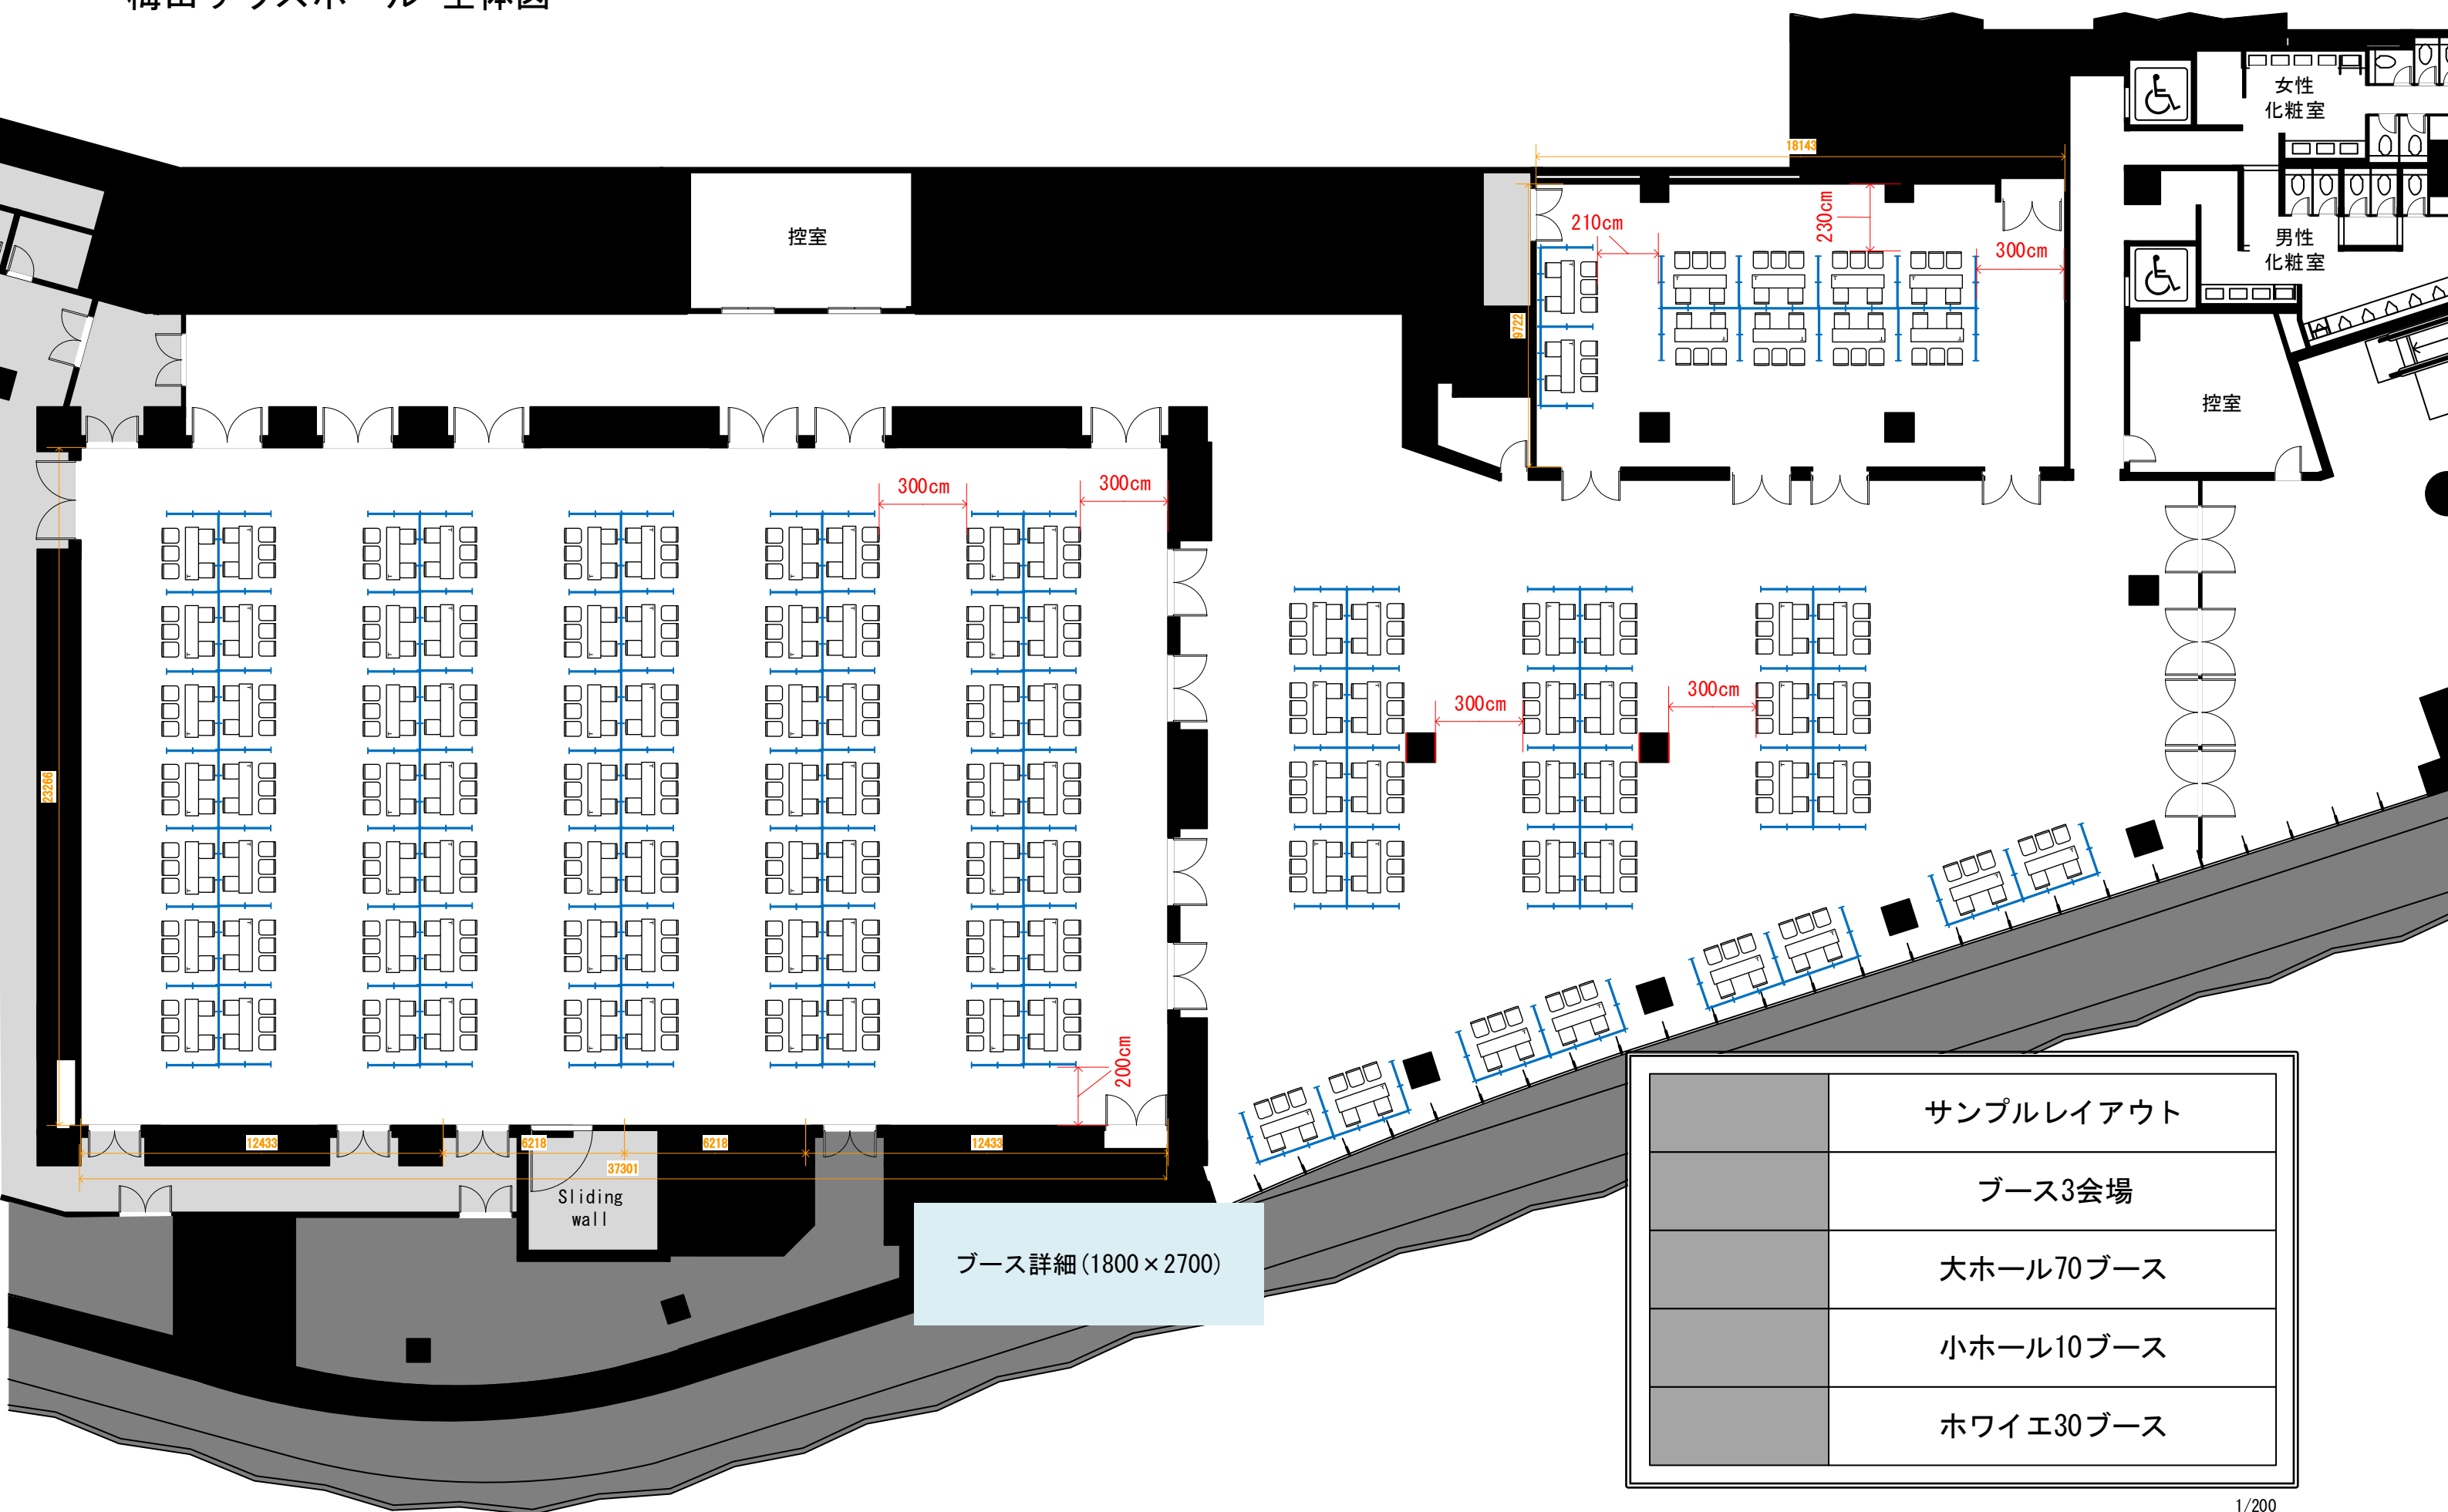 女性
化粧室
18143
控室
210cm
230cm
男性
化粧室
300cm
9722
控室
300cm
300cm
300cm
300cm
23266
200cm
12433
6218
6218
12433
37301
Sliding
wall
ブース詳細(1800×2700)
サンプルレイアウト
ブース3会場
大ホール70ブース
小ホール10ブース
ホワイエ30ブース
1/200